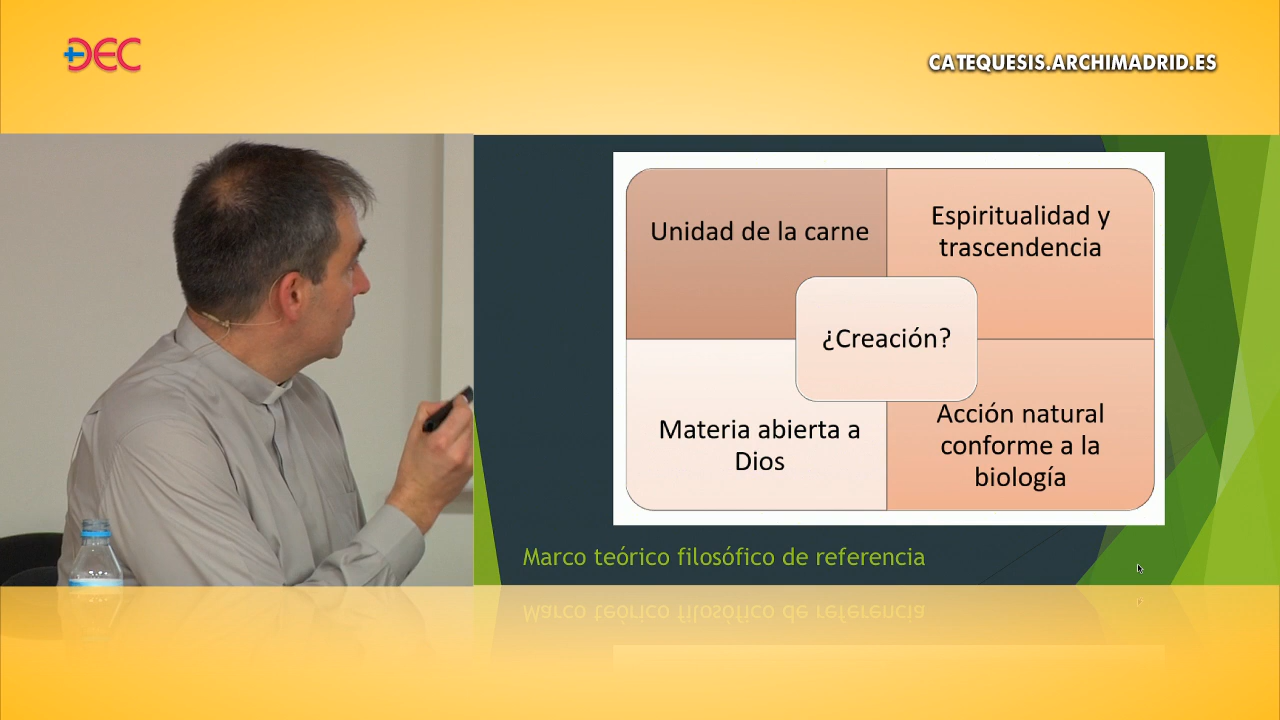 DEC
CATEQUESIS.ARCHIMADRID.ES
Unidad de la carne
Espiritualidad y
trascendencia
¿Creación?
Materia abierta a
Dios
Acción natural
conforme a la
biología
Marco teórico filosófico de referencia